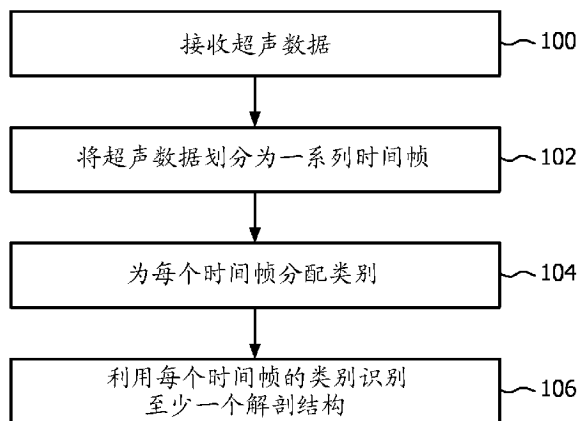 接收超声数据
100
将超声数据划分为一系列时间帧
102
为每个时间帧分配类别
104
利用每个时间帧的类别识别
至少一个解剖结构
106